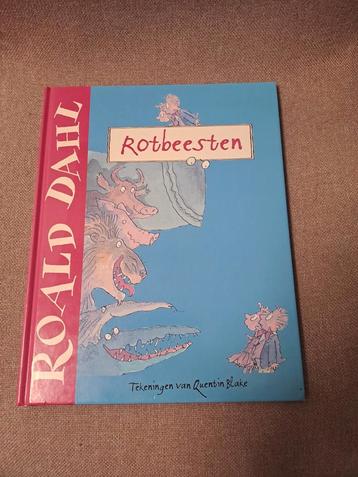 ROALD DAHL
Rotbeesten
Tekeningen van Quentin Blake